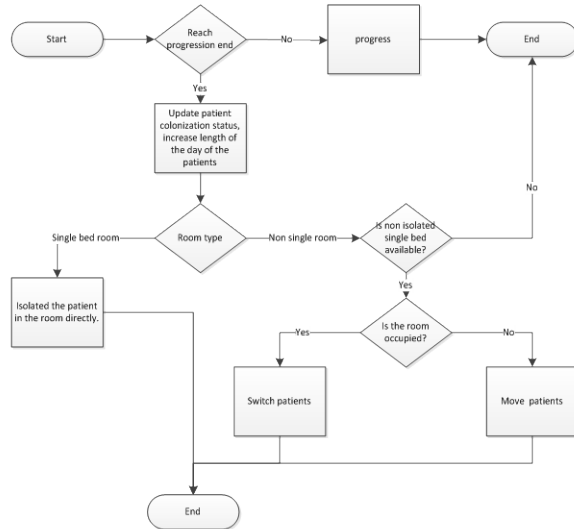 Start
Reach
progression end
No
progress
End
Yes
Update patient
colonization status,
increase length of
the day of the
patients
No
Single bed room
Room type
Non single room
Is non isolated
single bed
available?
Isolated the patient
in the room directly.
Yes
Yes
Is the room
occupied?
No
Switch patients
Move patients
End